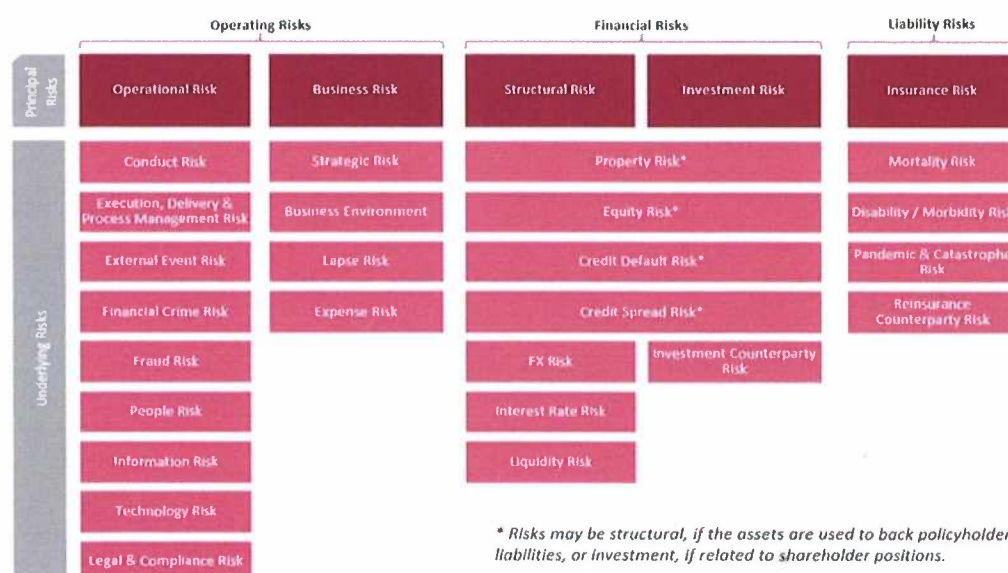 Operating Risks
Financial Risks
Liability Risks
Principal
Risks
Operational Risk
Business Risk
Structural Risk
Investment Risk
Insurance Risk
Underlying Risks
Conduct Risk
Strategic Risk
Property Risk*
Mortality Risk
Execution, Delivery &
Process Management Risk
Business Environment
Equity Risk*
Disability / Morbidity Risk
External Event Risk
Lapse Risk
Credit Default Risk*
Pandemic & Catastrophe
Risk
Financial Crime Risk
Expense Risk
Credit Spread Risk*
Reinsurance
Counterparty Risk
Fraud Risk
FX Risk
Investment Counterparty
Risk
People Risk
Interest Rate Risk
Information Risk
Liquidity Risk
Technology Risk
Legal & Compliance Risk
* Risks may be structural, if the assets are used to back policyholder
liabilities, or investment, if related to shareholder positions.